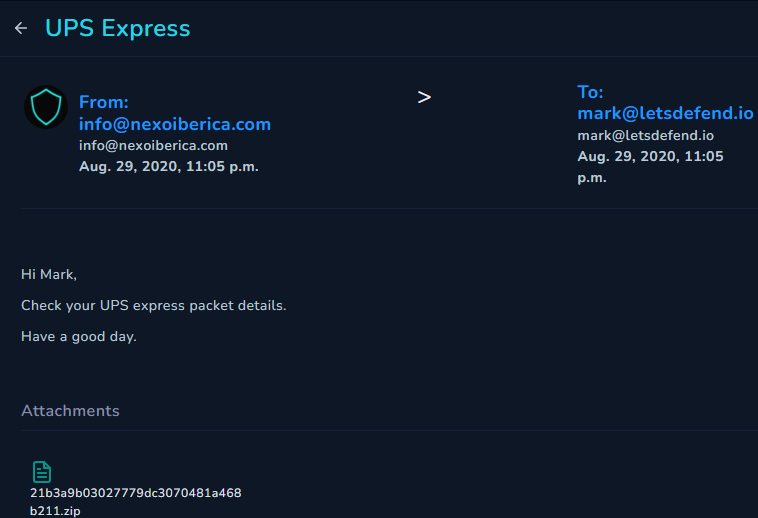 UPS Express
From:
info@nexoiberica.com
info@nexoiberica.com
Aug. 29, 2020, 11:05 p.m.
>
To:
mark@letsdefend.io
mark@letsdefend.io
Aug. 29, 2020, 11:05
p.m.
Hi Mark,
Check your UPS express packet details.
Have a good day.
Attachments
21b3a9b03027779dc3070481a468
b211.zip